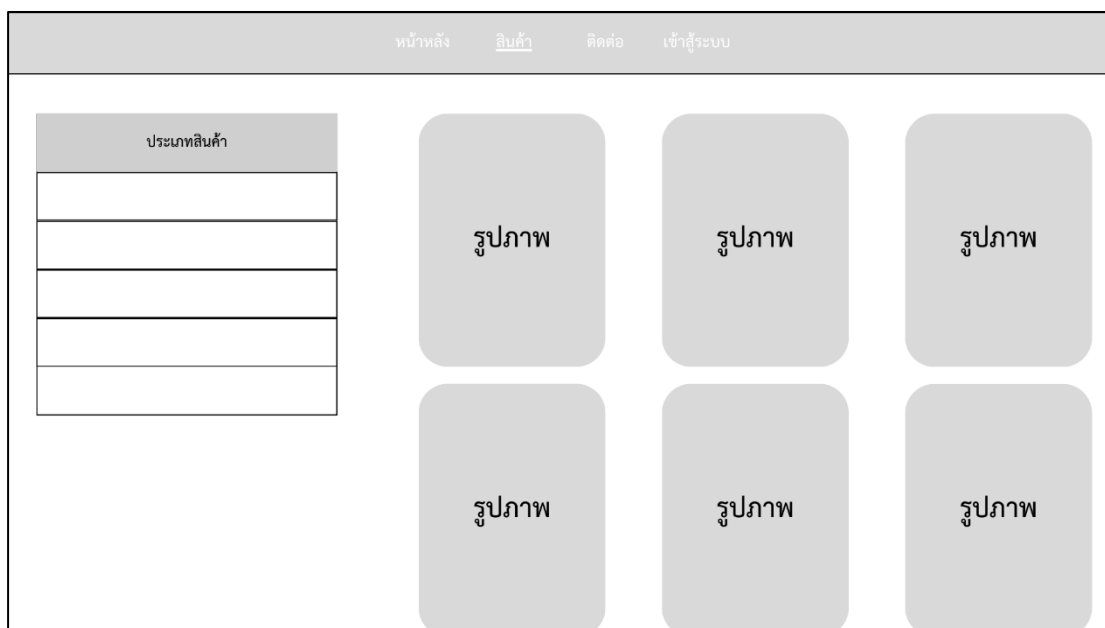 หน้าหลัง สินค้า ติดต่อ เข้าสู้ระบบ
ประเภทสินค้า
รูปภาพ รูปภาพ รูปภาพ
รูปภาพ รูปภาพ รูปภาพ